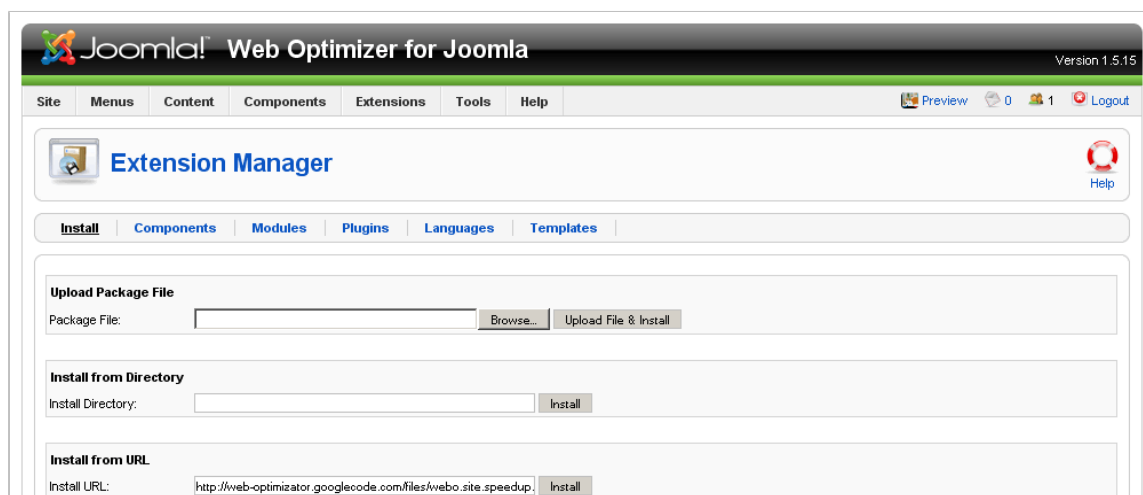 Joomla!™ Web Optimizer for Joomla
Version 1.5.15
Site Menus Content Components Extensions Tools Help Preview 0 1 Logout
Extension Manager
Help
Install Components Modules Plugins Languages Templates
Upload Package File
Package File: Browse... Upload File & Install
Install from Directory
Install Directory: Install
Install from URL
Install URL: http://web-optimizator.googlecode.com/files/webo.site.speedup. Install